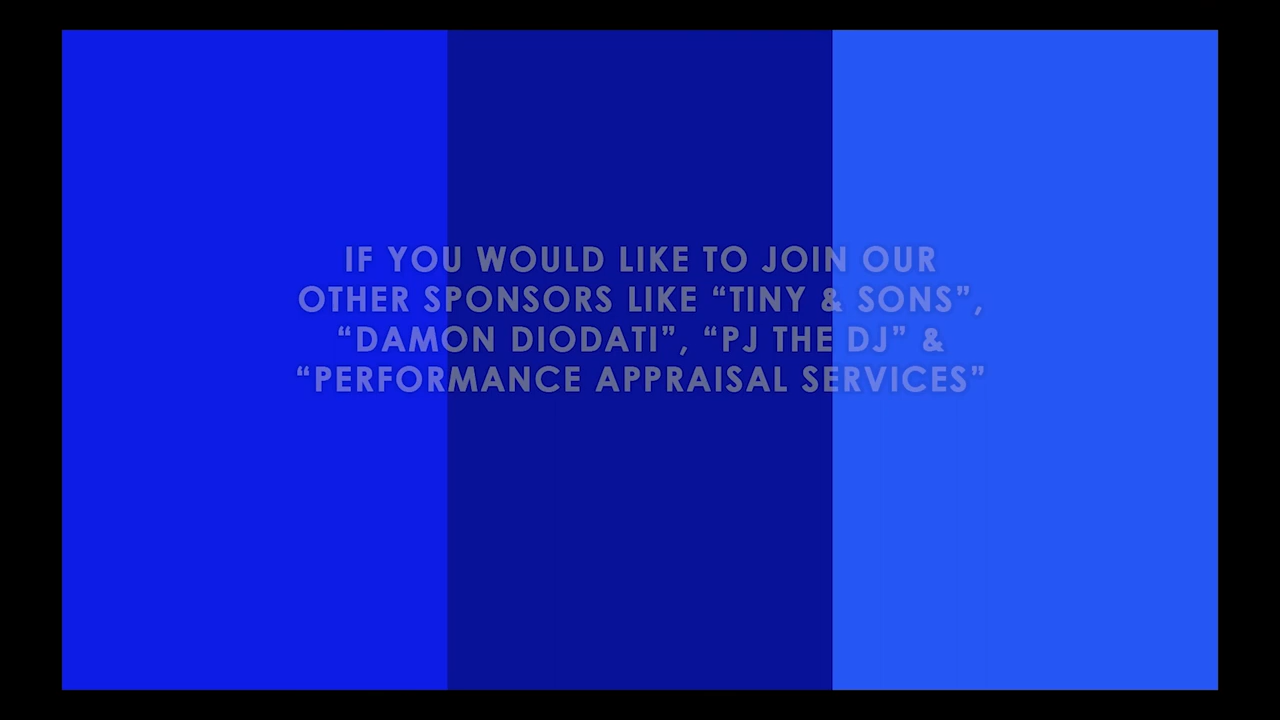 IF YOU WOULD LIKE TO JOIN OUR
OTHER SPONSORS LIKE “TINY & SONS”,
“DAMON DIODATI”, “PJ THE DJ” &
“PERFORMANCE APPRAISAL SERVICES”